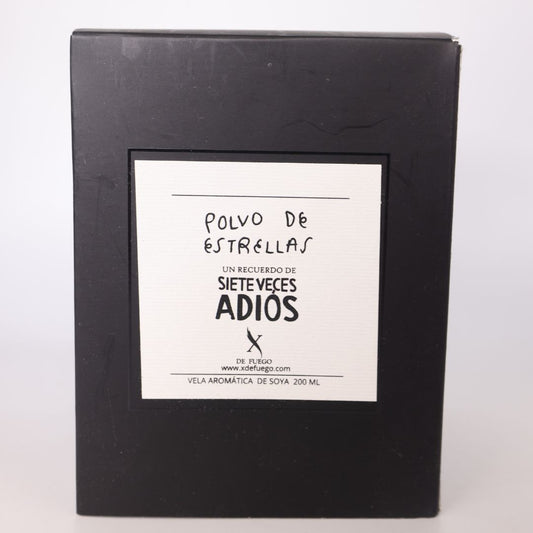 POLVO DE
ESTRELLAS
UN RECUERDO DE
SIETE VECES
ADIÓS
X
DE FUEGO
www.xdefuego.com
VELA AROMÁTICA DE SOYA 200 ML